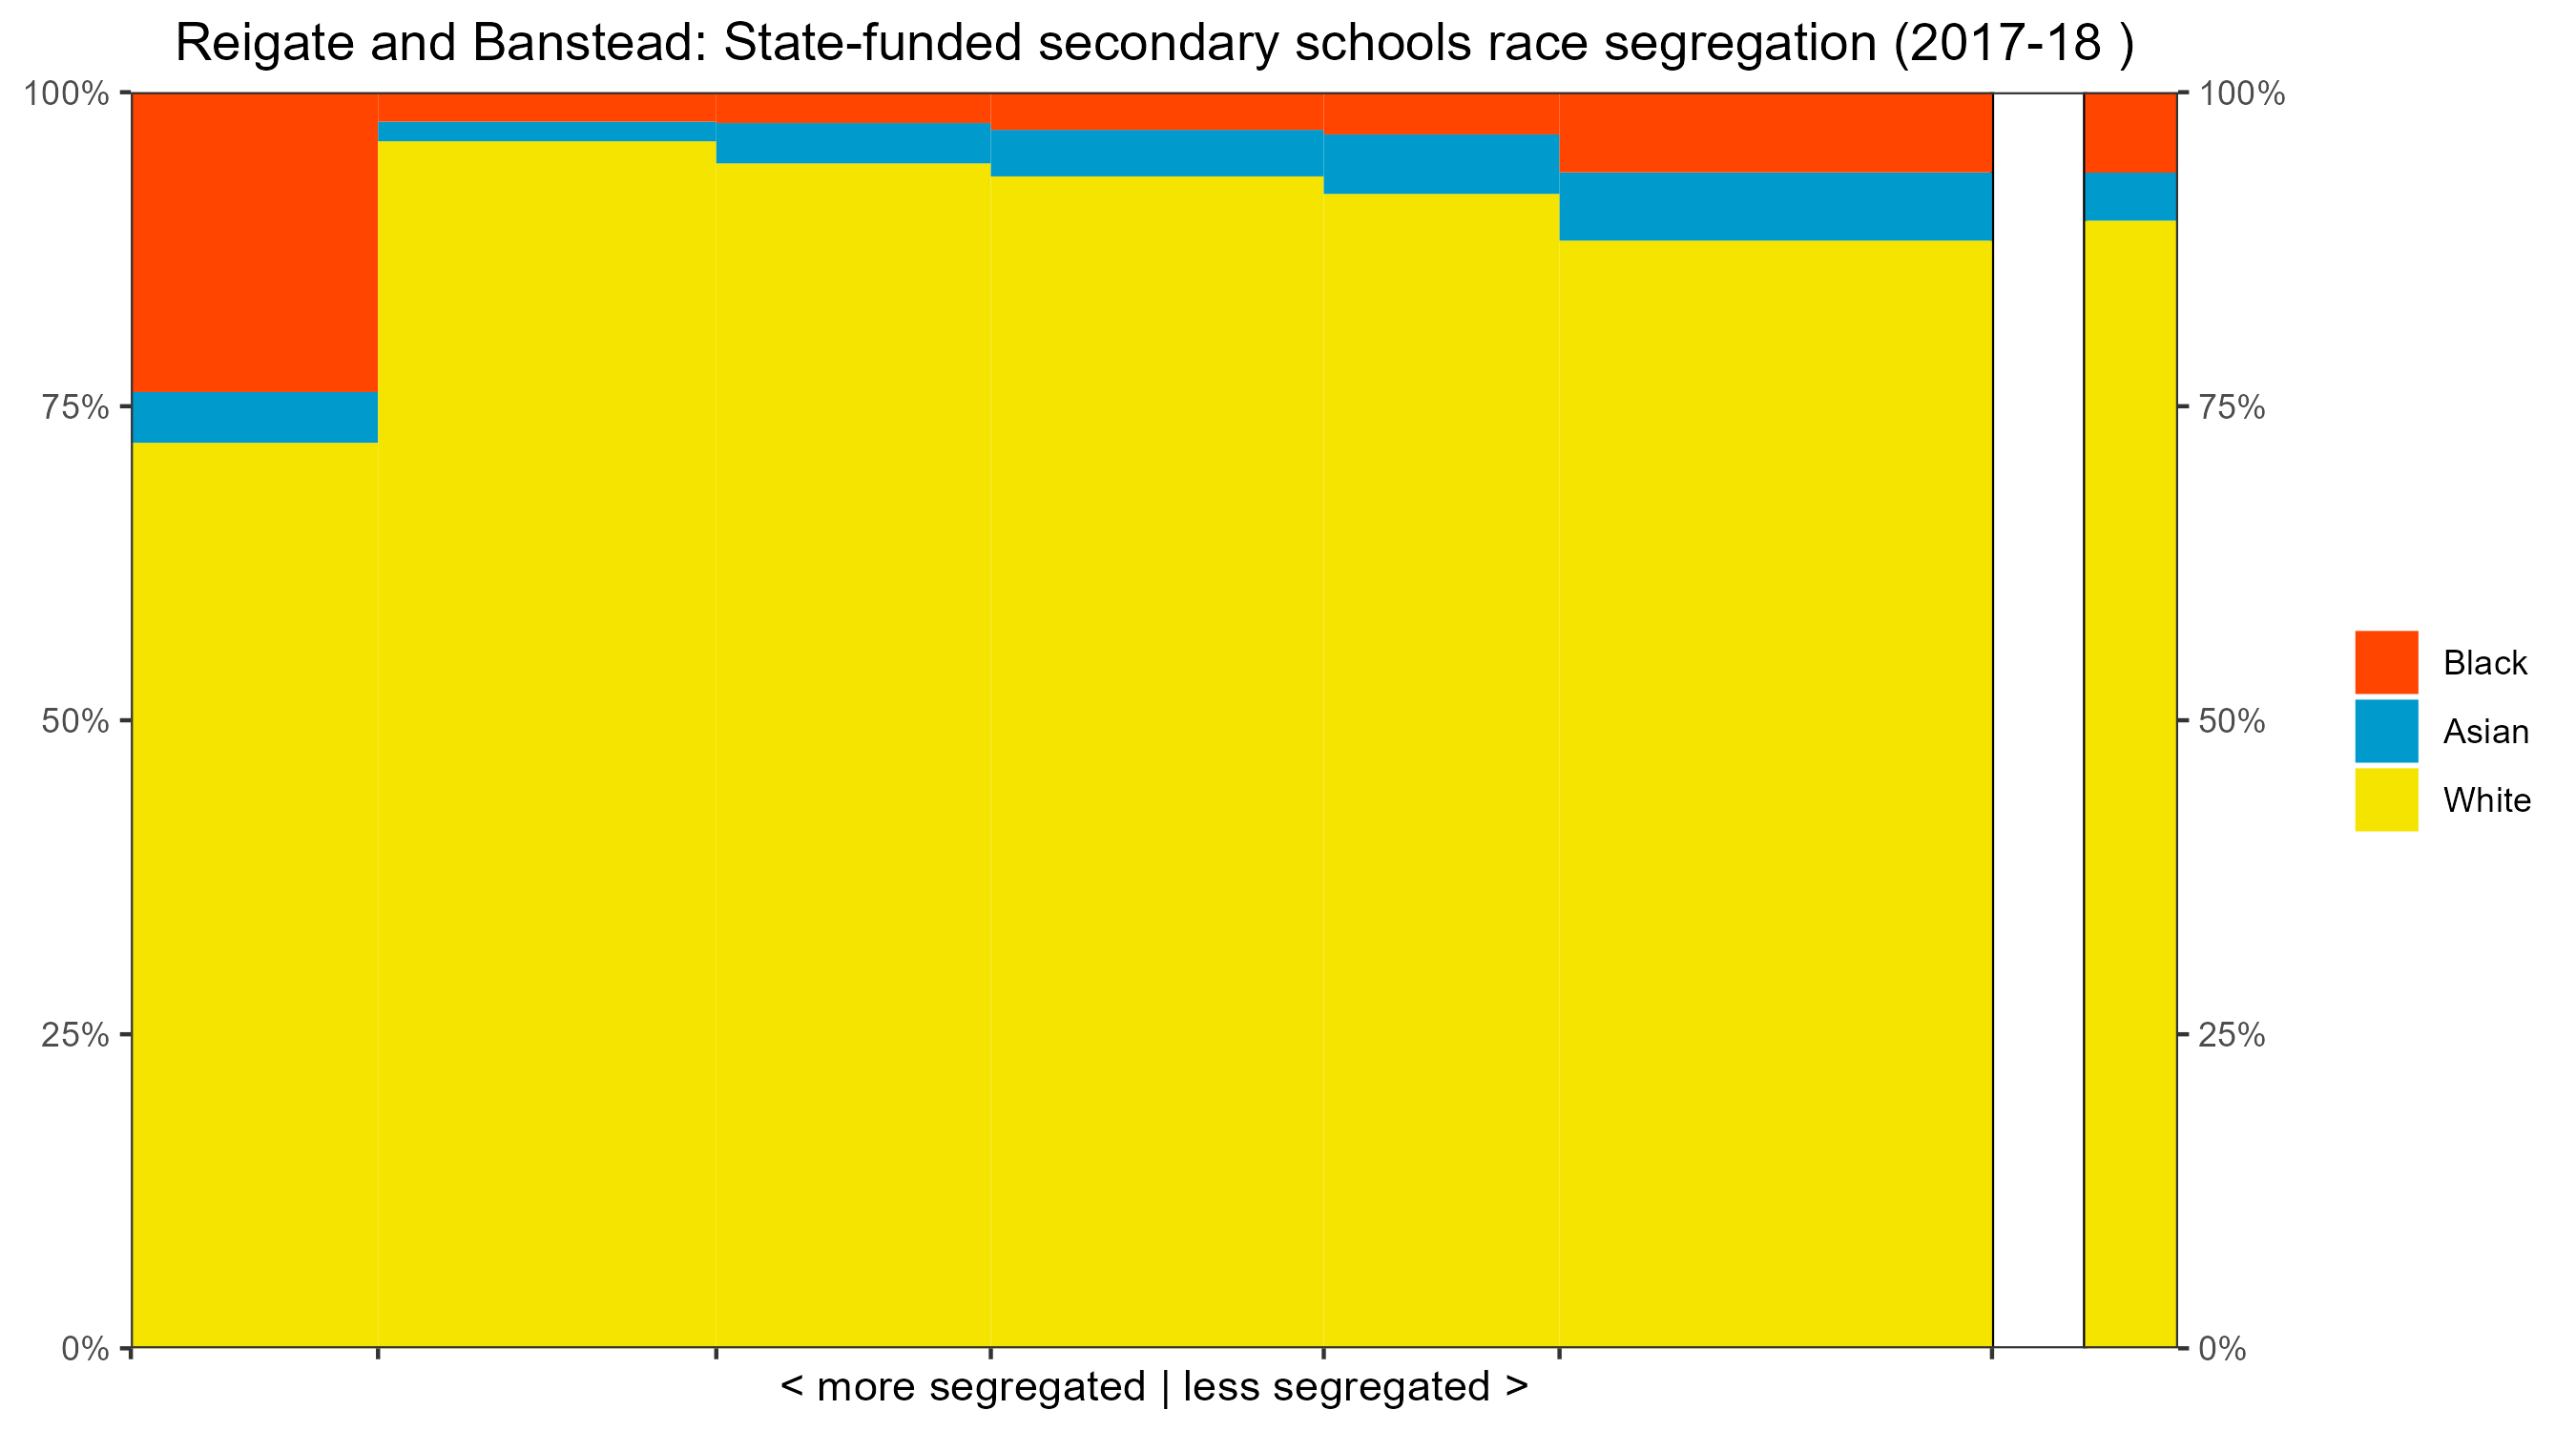 Reigate and Banstead: State-funded secondary schools race segregation (2017-18 )
100%
75%
50%
25%
0%
100%
75%
50%
25%
0%
Black
Asian
White
< more segregated | less segregated >